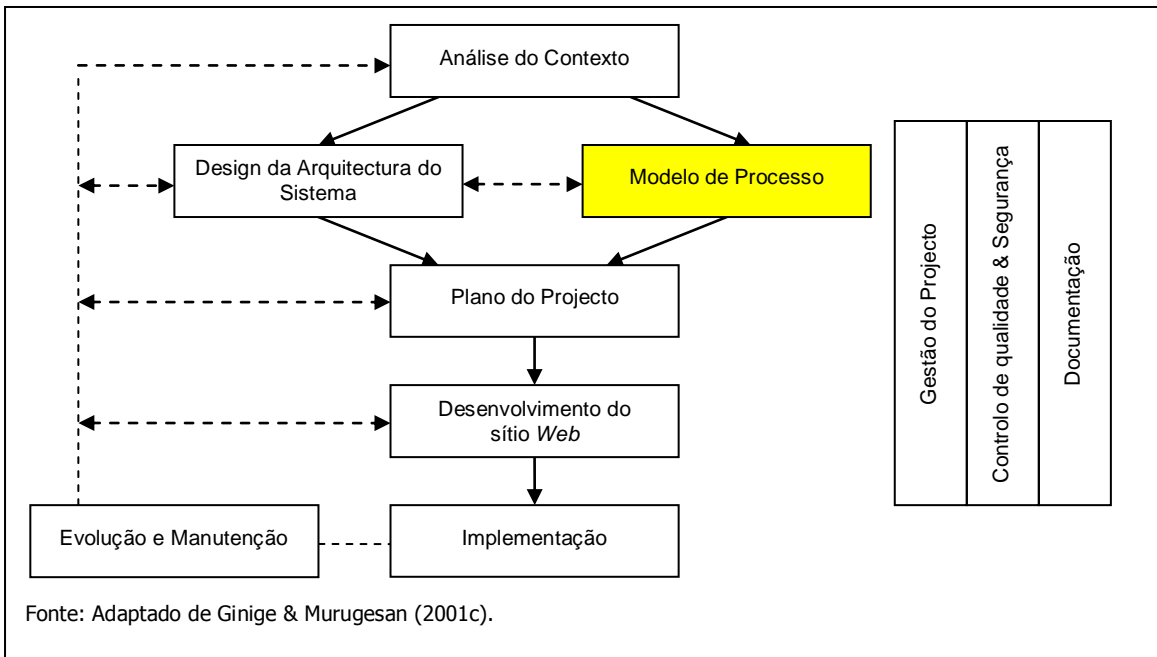 Análise do Contexto
Design da Arquitectura do
Sistema
Modelo de Processo
Plano do Projecto
Desenvolvimento do
sítio Web
Evolução e Manutenção
Implementação
Gestão do Projecto
Controlo de qualidade & Segurança
Documentação
Fonte: Adaptado de Ginige & Murugesan (2001c).